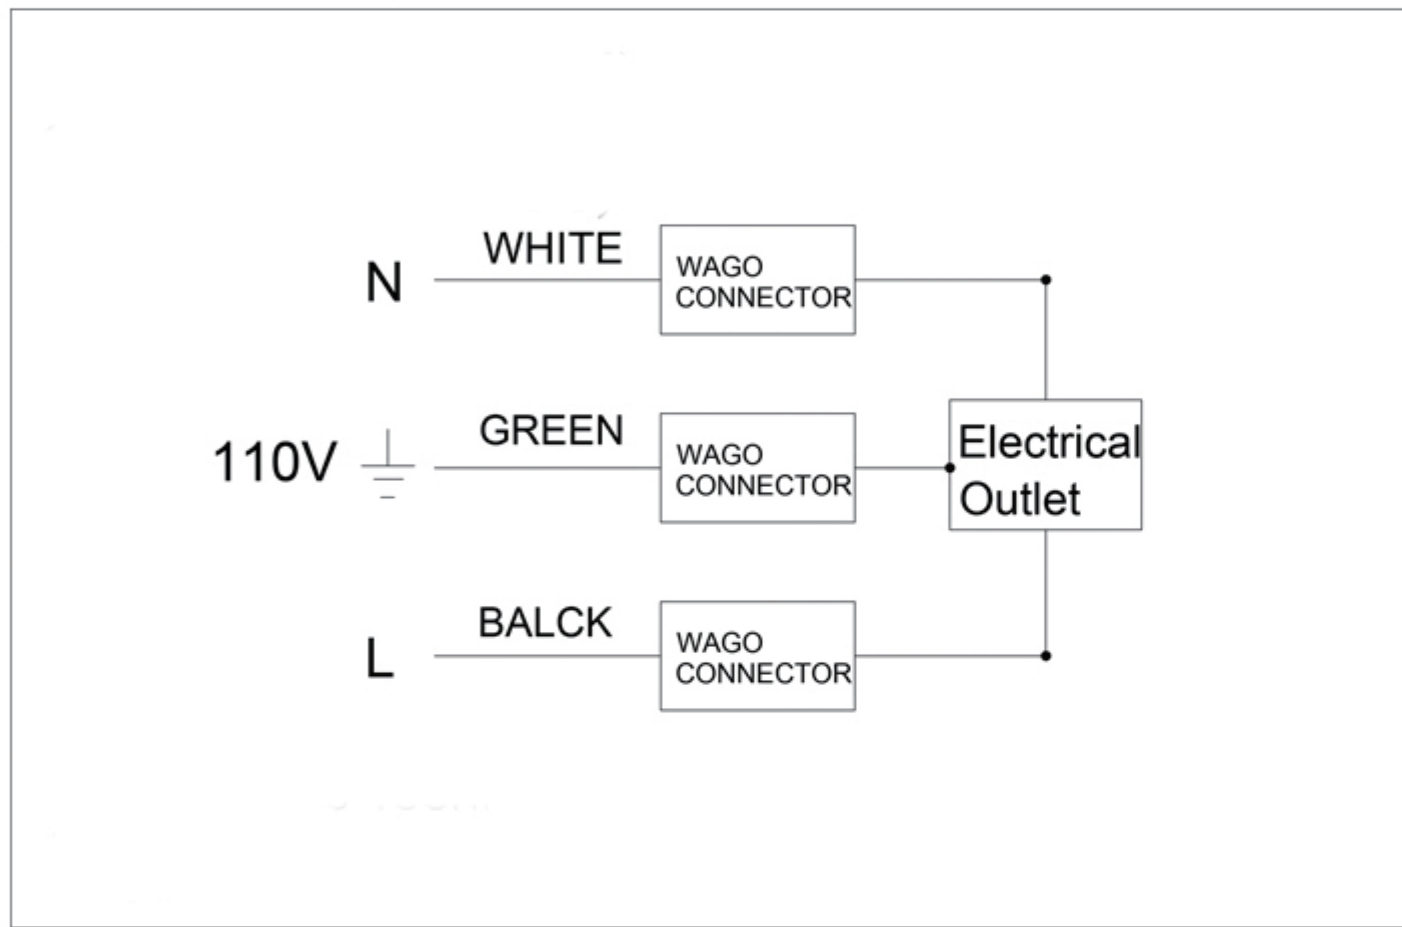 N
WHITE
WAGO
CONNECTOR
110V
GREEN
WAGO
CONNECTOR
Electrical
Outlet
L
BALCK
WAGO
CONNECTOR